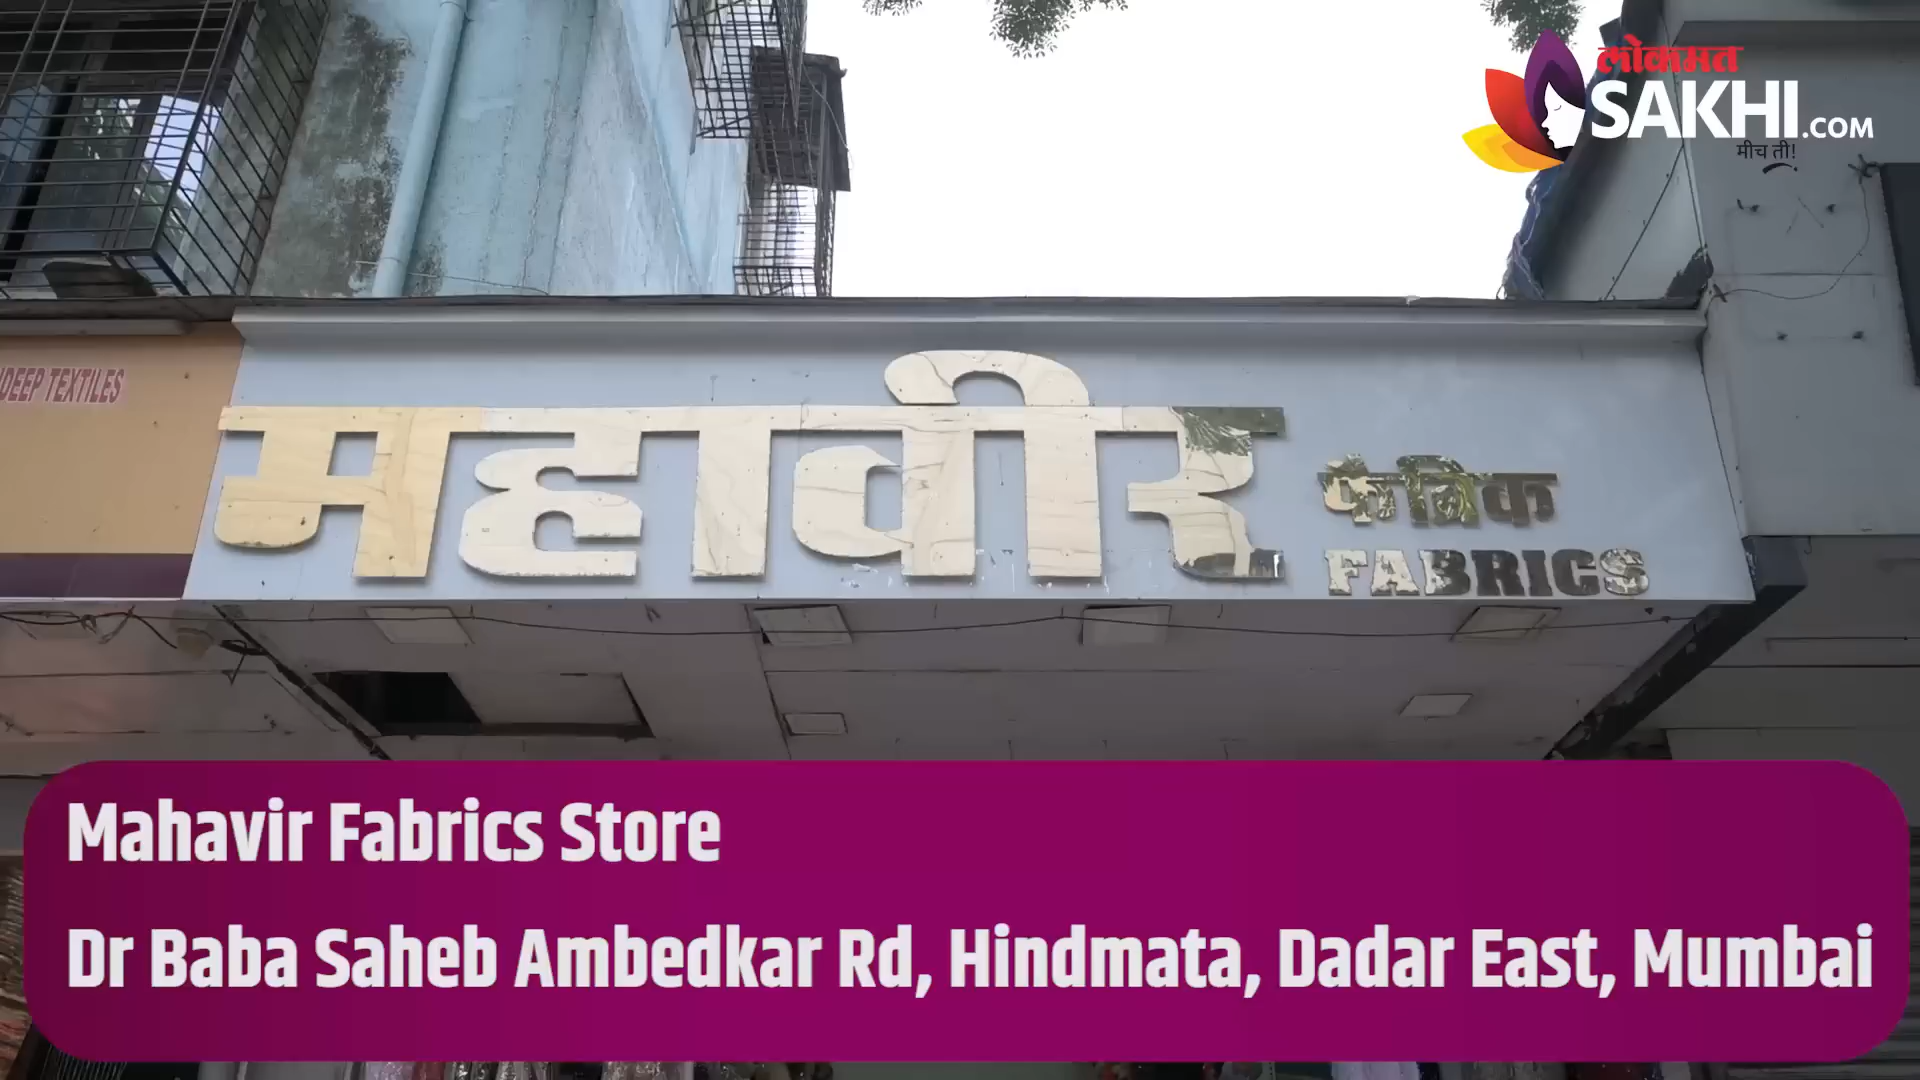 लोकमत
SAKHI.COM
मीच ती!
DEEP TEXTILES
महावीर
फॅब्रिक
FABRICS
Mahavir Fabrics Store
Dr Baba Saheb Ambedkar Rd, Hindmata, Dadar East, Mumbai